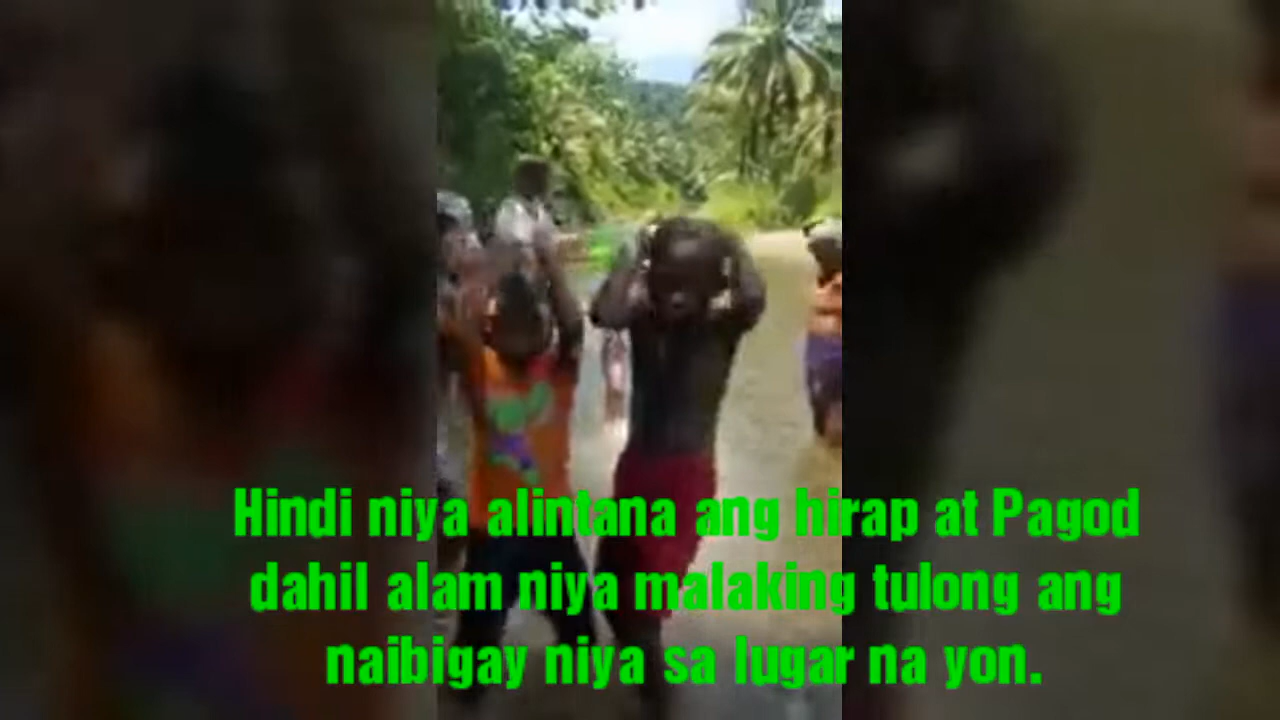 Hindi niya alintana ang hirap at Pagod
dahil alam niya malaking tulong ang
naibigay niya sa lugar na yon.